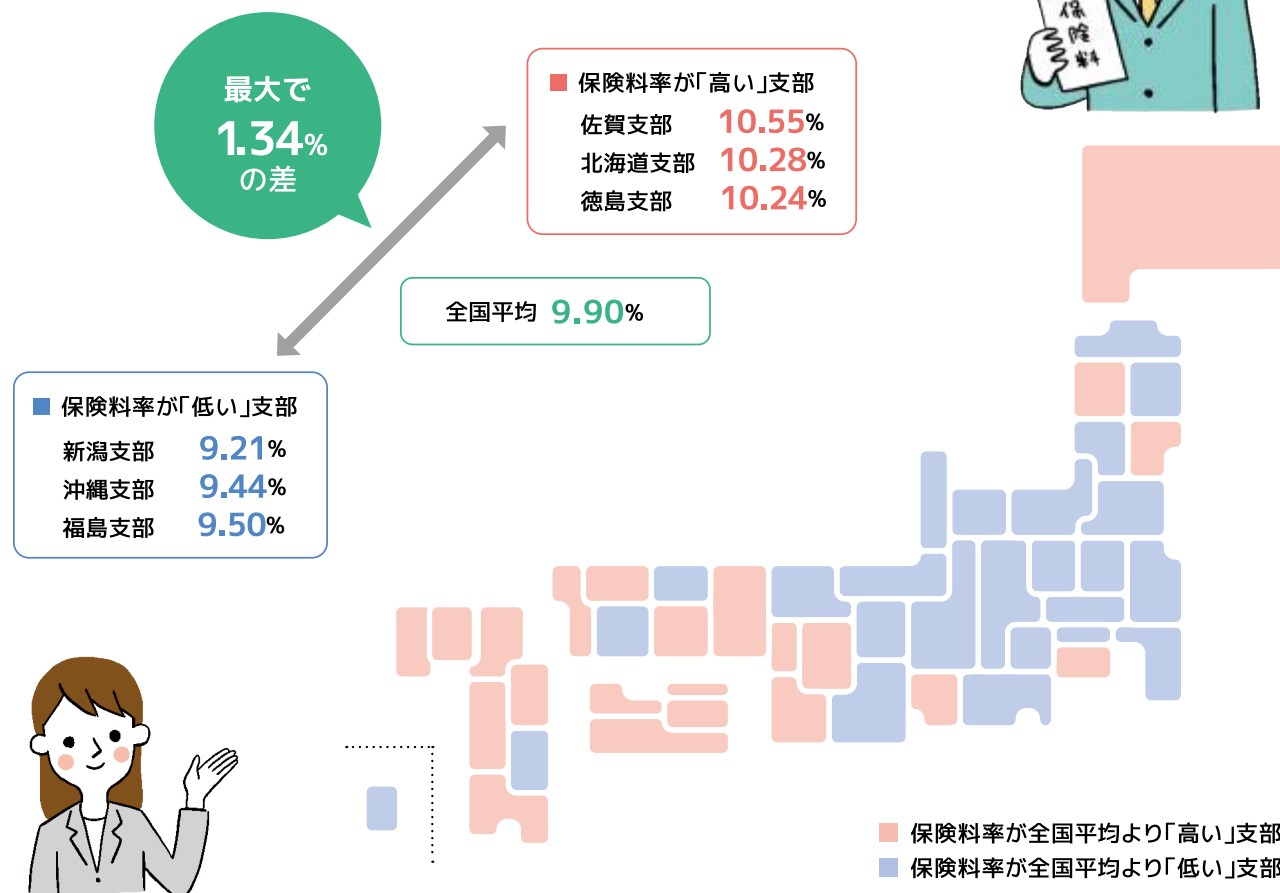 保険料
最大で
1.34%
の差
■ 保険料率が「高い」支部
佐賀支部 10.55%
北海道支部 10.28%
徳島支部 10.24%
全国平均 9.90%
■ 保険料率が「低い」支部
新潟支部 9.21%
沖縄支部 9.44%
福島支部 9.50%
■ 保険料率が全国平均より「高い」支部
■ 保険料率が全国平均より「低い」支部